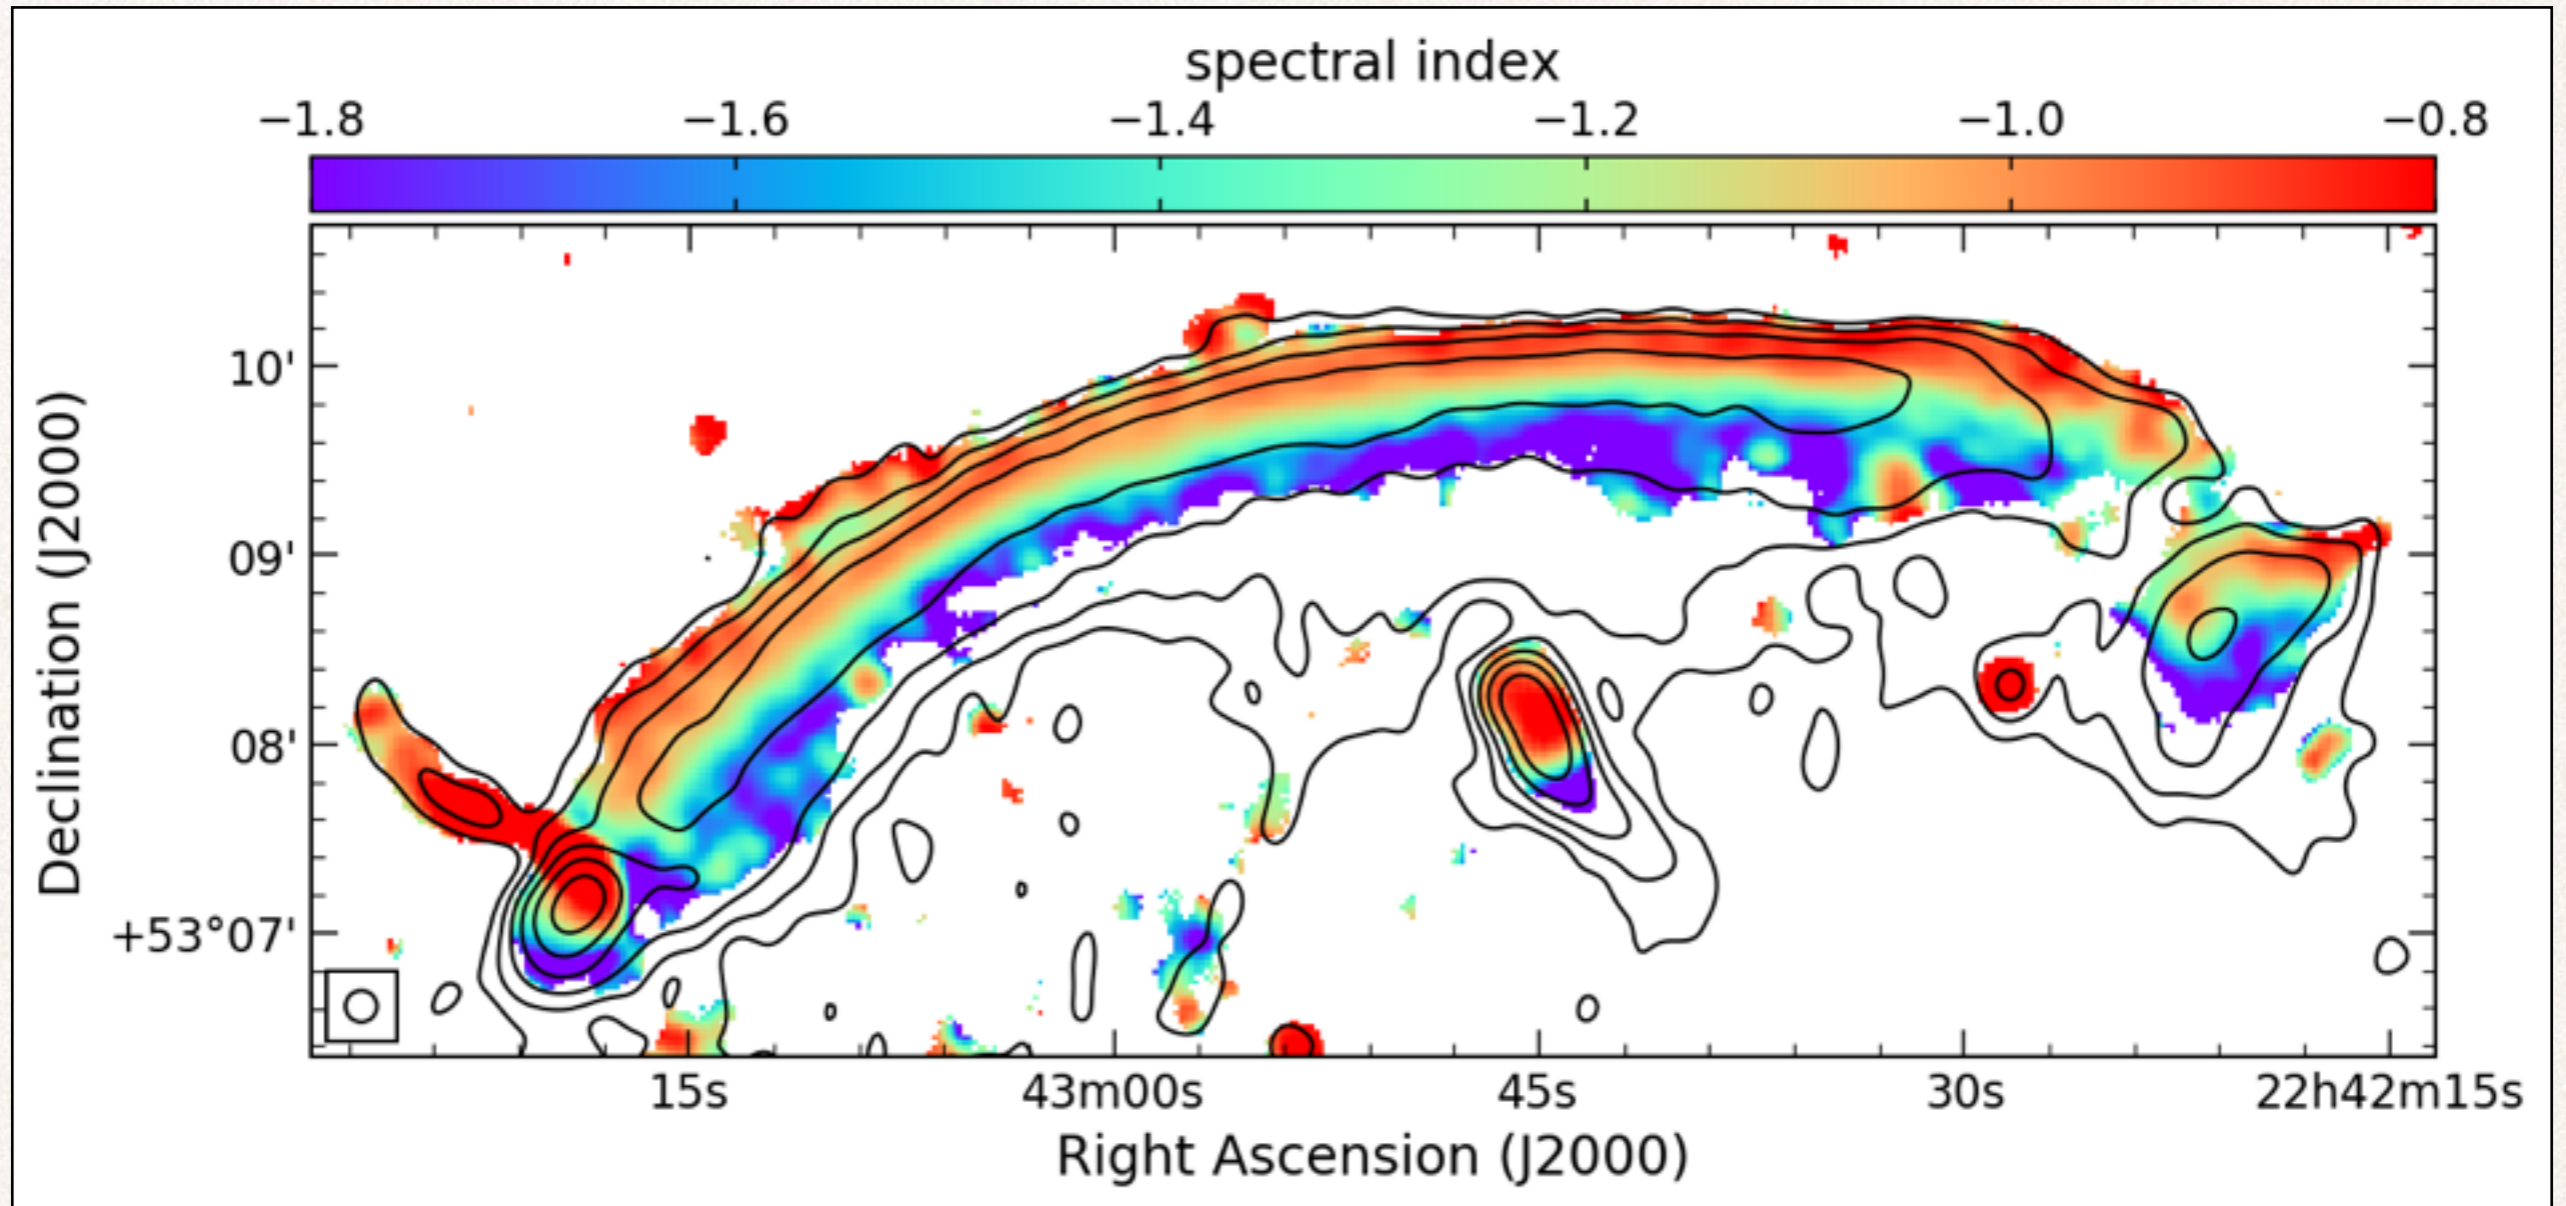 spectral index
−1.8 −1.6 −1.4 −1.2 −1.0 −0.8
10'
09'
08'
+53°07'
Declination (J2000)
15s 43m00s 45s 30s 22h42m15s
Right Ascension (J2000)